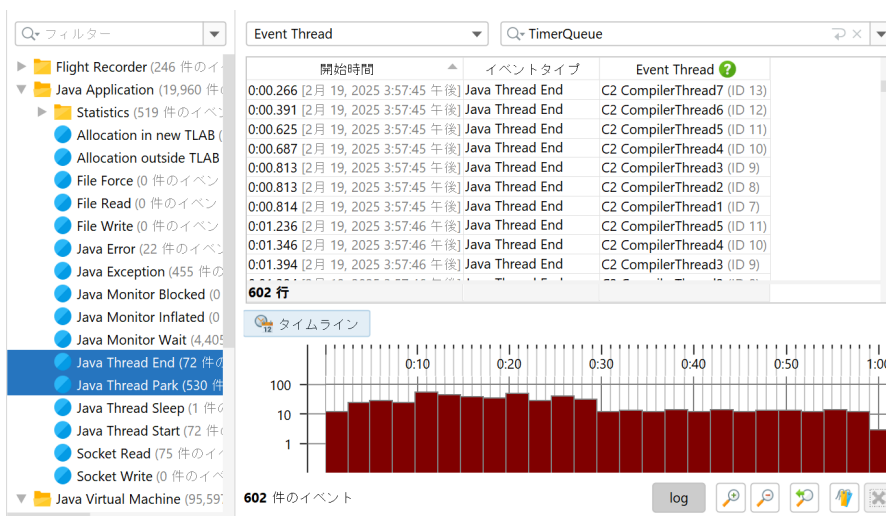 フィルター
Flight Recorder (246 件のイ
Java Application (19,960 件
Statistics (519 件のイベ
Allocation in new TLAB (
Allocation outside TLAB
File Force (0 件のイベン
File Read (0 件のイベン
File Write (0 件のイベン
Java Error (22 件のイベ
Java Exception (455 件の
Java Monitor Blocked (0
Java Monitor Inflated (0
Java Monitor Wait (4,405
Java Thread End (72 件の
Java Thread Park (530 件
Java Thread Sleep (1 件の
Java Thread Start (72 件
Socket Read (75 件のイ
Socket Write (0 件のイベ
Java Virtual Machine (95,597
Event Thread TimerQueue
開始時間 イベントタイプ Event Thread ?
0:00.266 [2月 19, 2025 3:57:45 午後] Java Thread End C2 CompilerThread7 (ID 13)
0:00.391 [2月 19, 2025 3:57:45 午後] Java Thread End C2 CompilerThread6 (ID 12)
0:00.625 [2月 19, 2025 3:57:45 午後] Java Thread End C2 CompilerThread5 (ID 11)
0:00.687 [2月 19, 2025 3:57:45 午後] Java Thread End C2 CompilerThread4 (ID 10)
0:00.813 [2月 19, 2025 3:57:45 午後] Java Thread End C2 CompilerThread3 (ID 9)
0:00.813 [2月 19, 2025 3:57:45 午後] Java Thread End C2 CompilerThread2 (ID 8)
0:00.814 [2月 19, 2025 3:57:45 午後] Java Thread End C2 CompilerThread1 (ID 7)
0:01.236 [2月 19, 2025 3:57:46 午後] Java Thread End C2 CompilerThread5 (ID 11)
0:01.346 [2月 19, 2025 3:57:46 午後] Java Thread End C2 CompilerThread4 (ID 10)
0:01.394 [2月 19, 2025 3:57:46 午後] Java Thread End C2 CompilerThread3 (ID 9)
602 行
12 タイムライン
0:10 0:20 0:30 0:40 0:50 1:00
100
10
1
602 件のイベント log